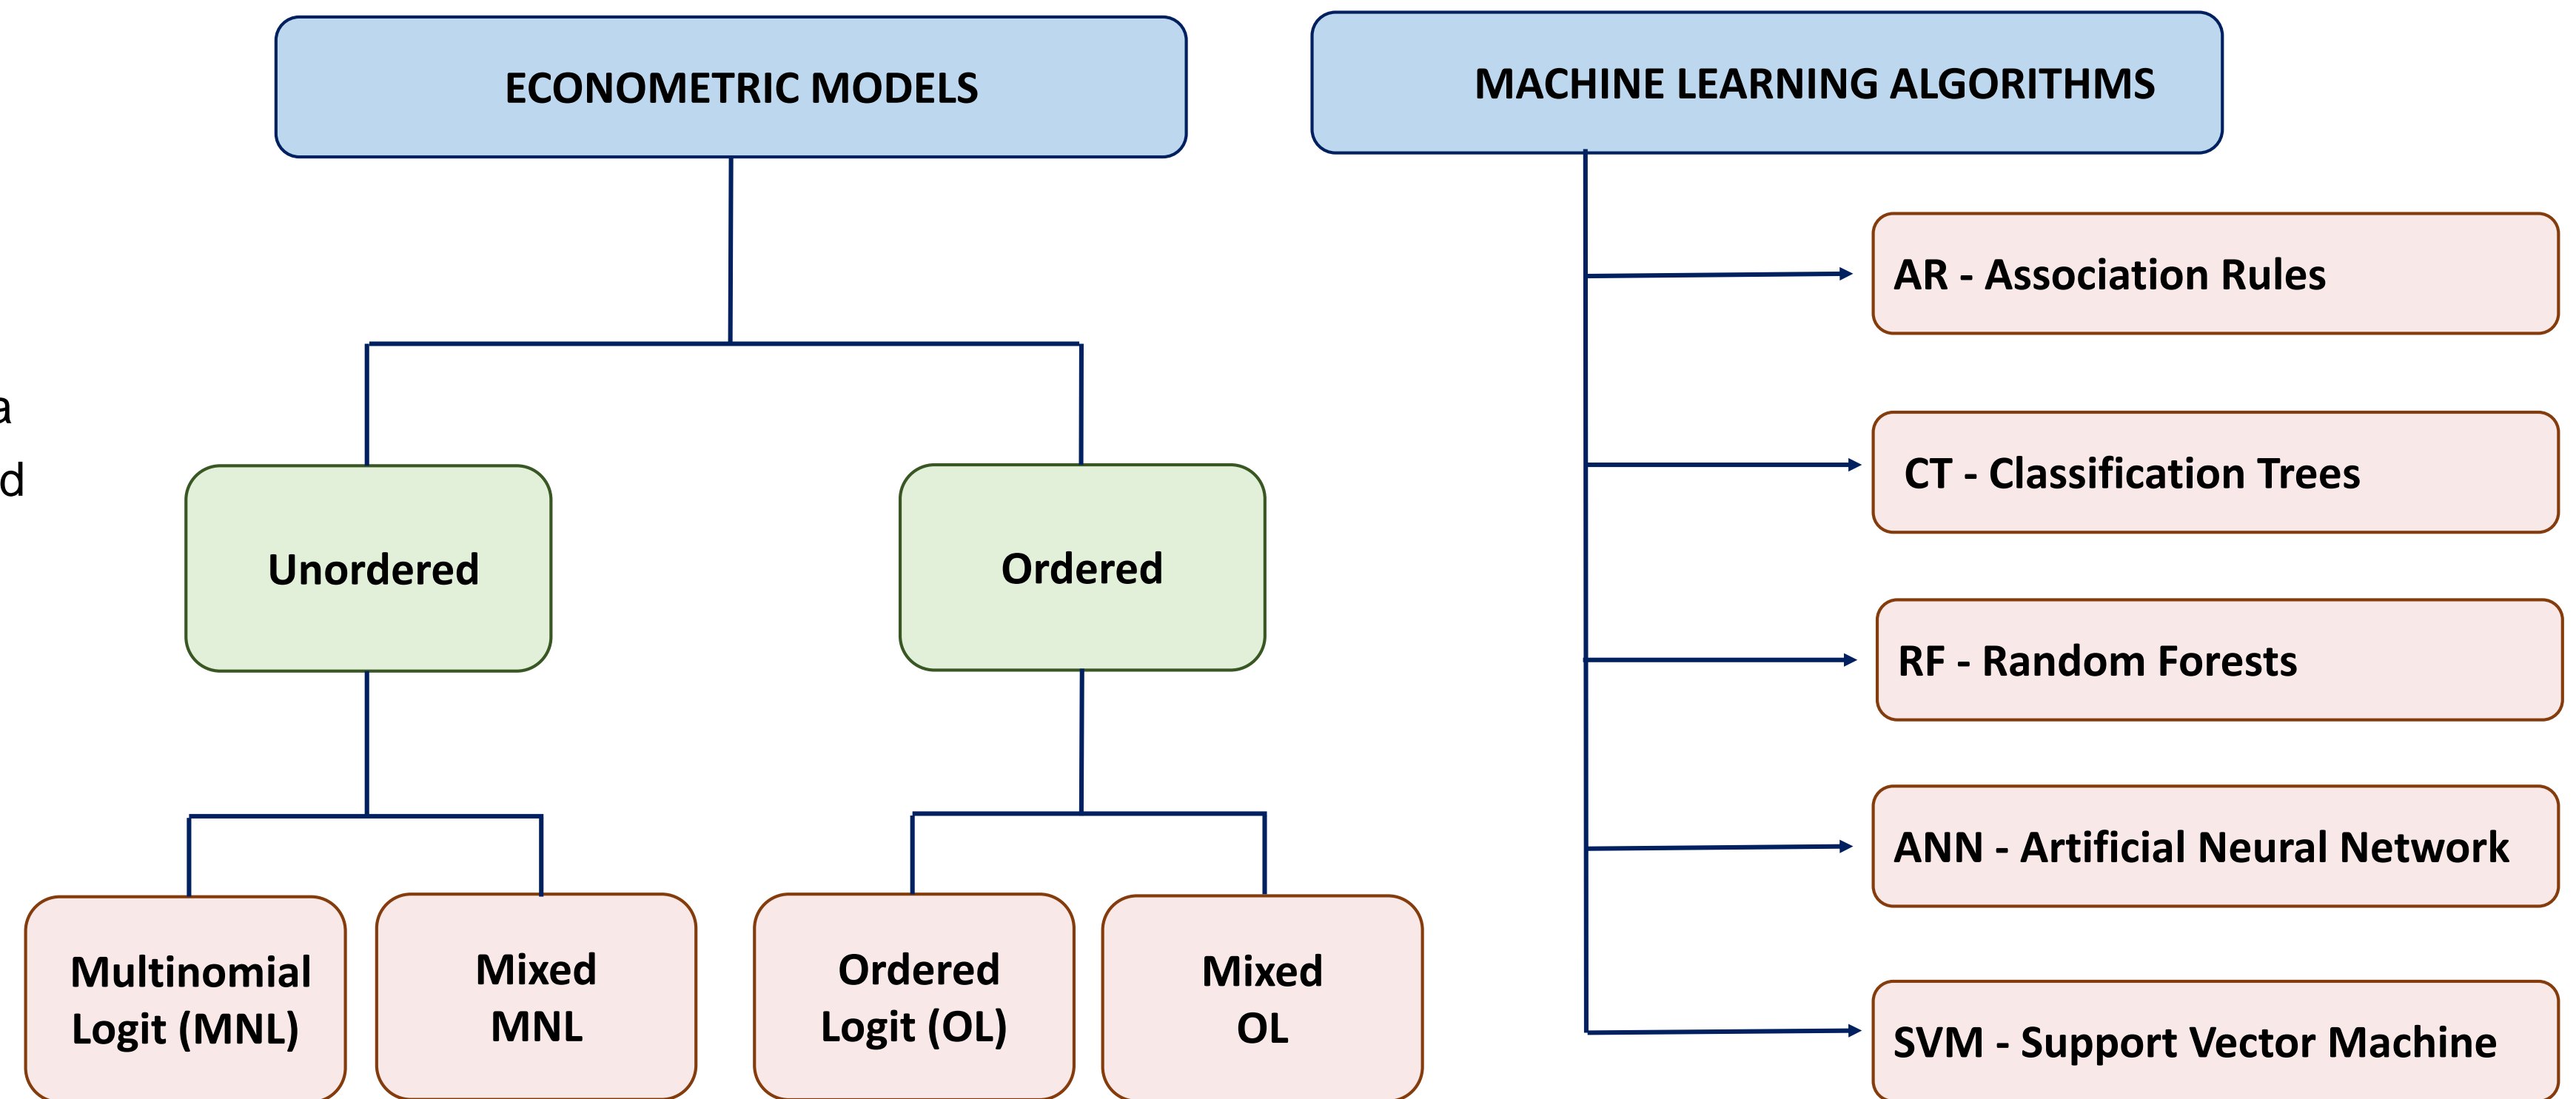 ECONOMETRIC MODELS
MACHINE LEARNING ALGORITHMS
a
d
Unordered
Ordered
Multinomial
Logit (MNL)
Mixed
MNL
Ordered
Logit (OL)
Mixed
OL
AR - Association Rules
CT - Classification Trees
RF - Random Forests
ANN - Artificial Neural Network
SVM - Support Vector Machine